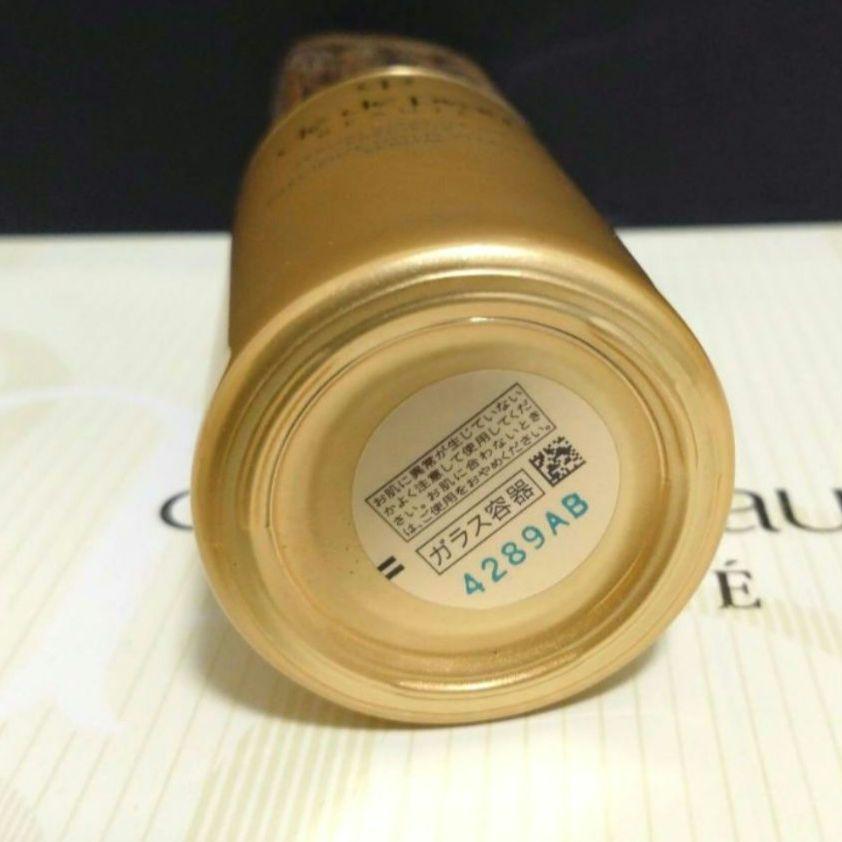 お肌に異常が生じていない
かよく注意して使用してくだ
さい。お肌に合わないとき
は、ご使用をおやめください。
ガラス容器
4289AB
au
É